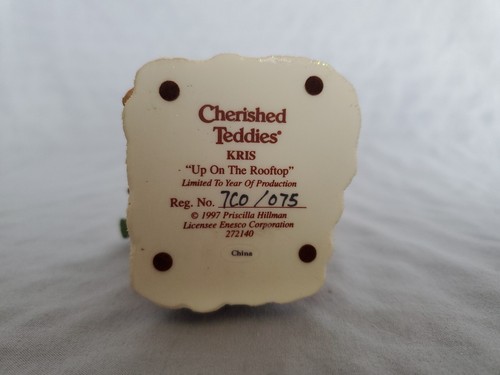 Cherished
Teddies®
KRIS
"Up On The Rooftop"
Limited To Year Of Production
Reg. No. 7C0/075
© 1997 Priscilla Hillman
Licensee Enesco Corporation
272140
China